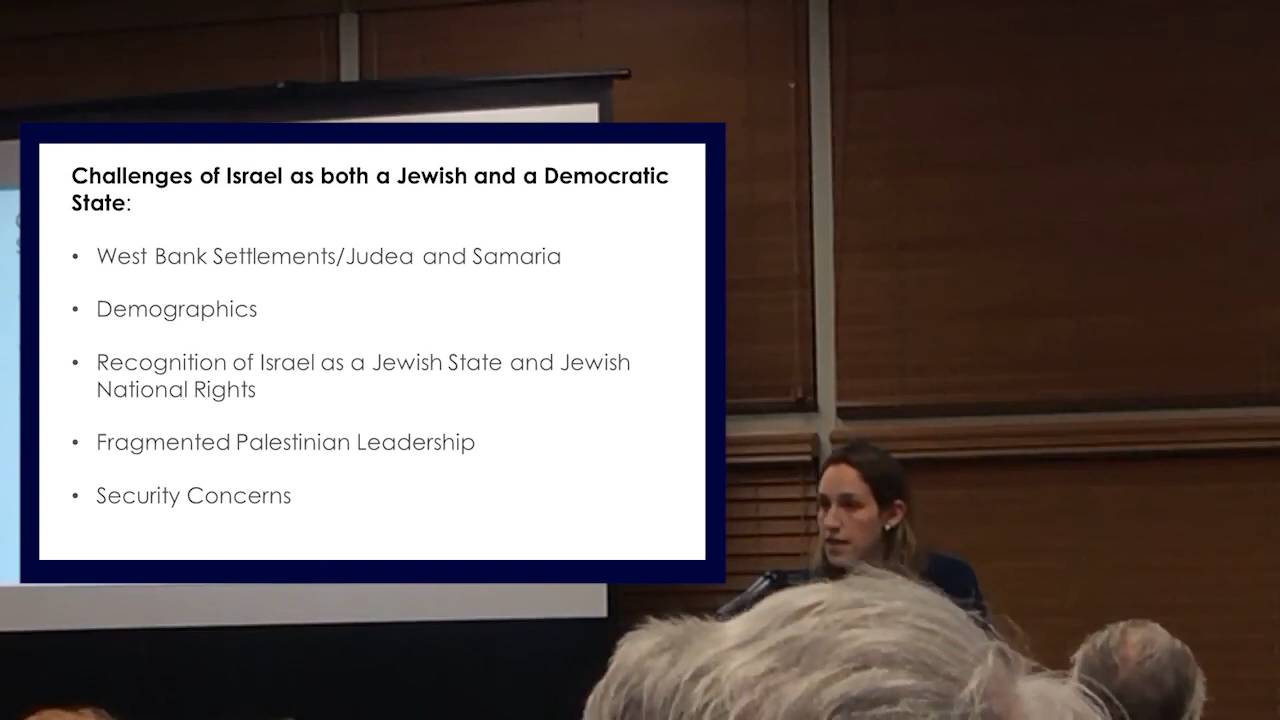 Challenges of Israel as both a Jewish and a Democratic
State:
• West Bank Settlements/Judea and Samaria
• Demographics
• Recognition of Israel as a Jewish State and Jewish
National Rights
• Fragmented Palestinian Leadership
• Security Concerns